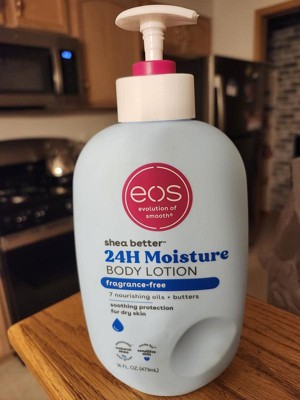 eos
evolution of
smooth®
shea better™
24H Moisture
BODY LOTION
fragrance-free
7 nourishing oils + butters
soothing protection
for dry skin
16 FL OZ (473mL)